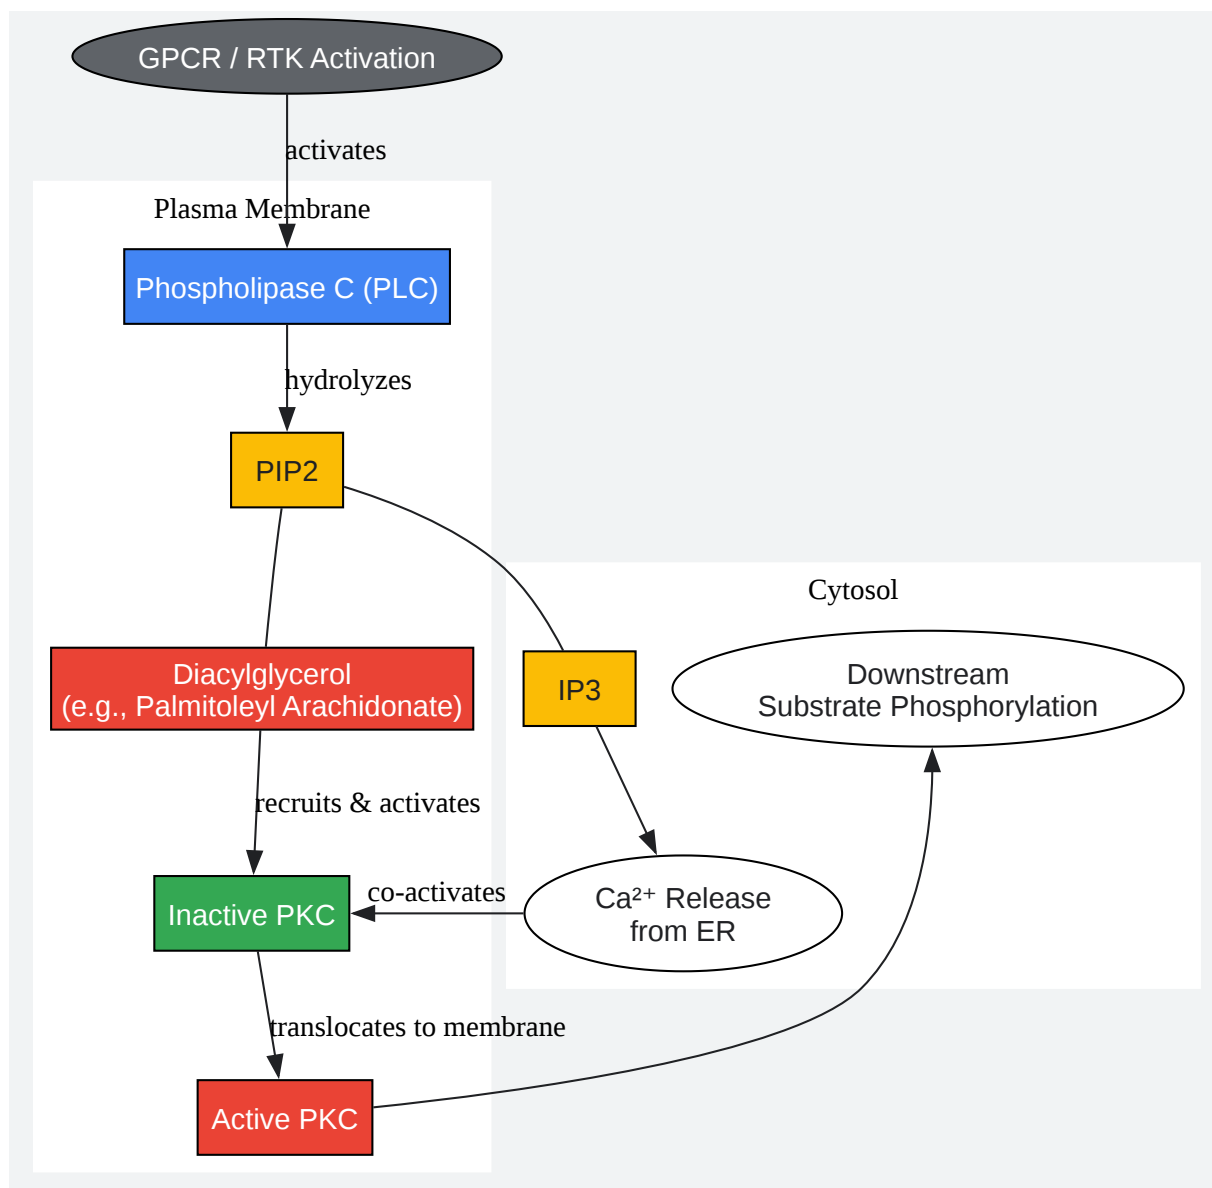 GPCR / RTK Activation
activates
Plasma Membrane
Phospholipase C (PLC)
hydrolyzes
PIP2
Cytosol
Diacylglycerol
(e.g., Palmitoleyl Arachidonate)
IP3
Downstream
Substrate Phosphorylation
recruits & activates
Inactive PKC
co-activates
Ca²⁺ Release
from ER
translocates to membrane
Active PKC